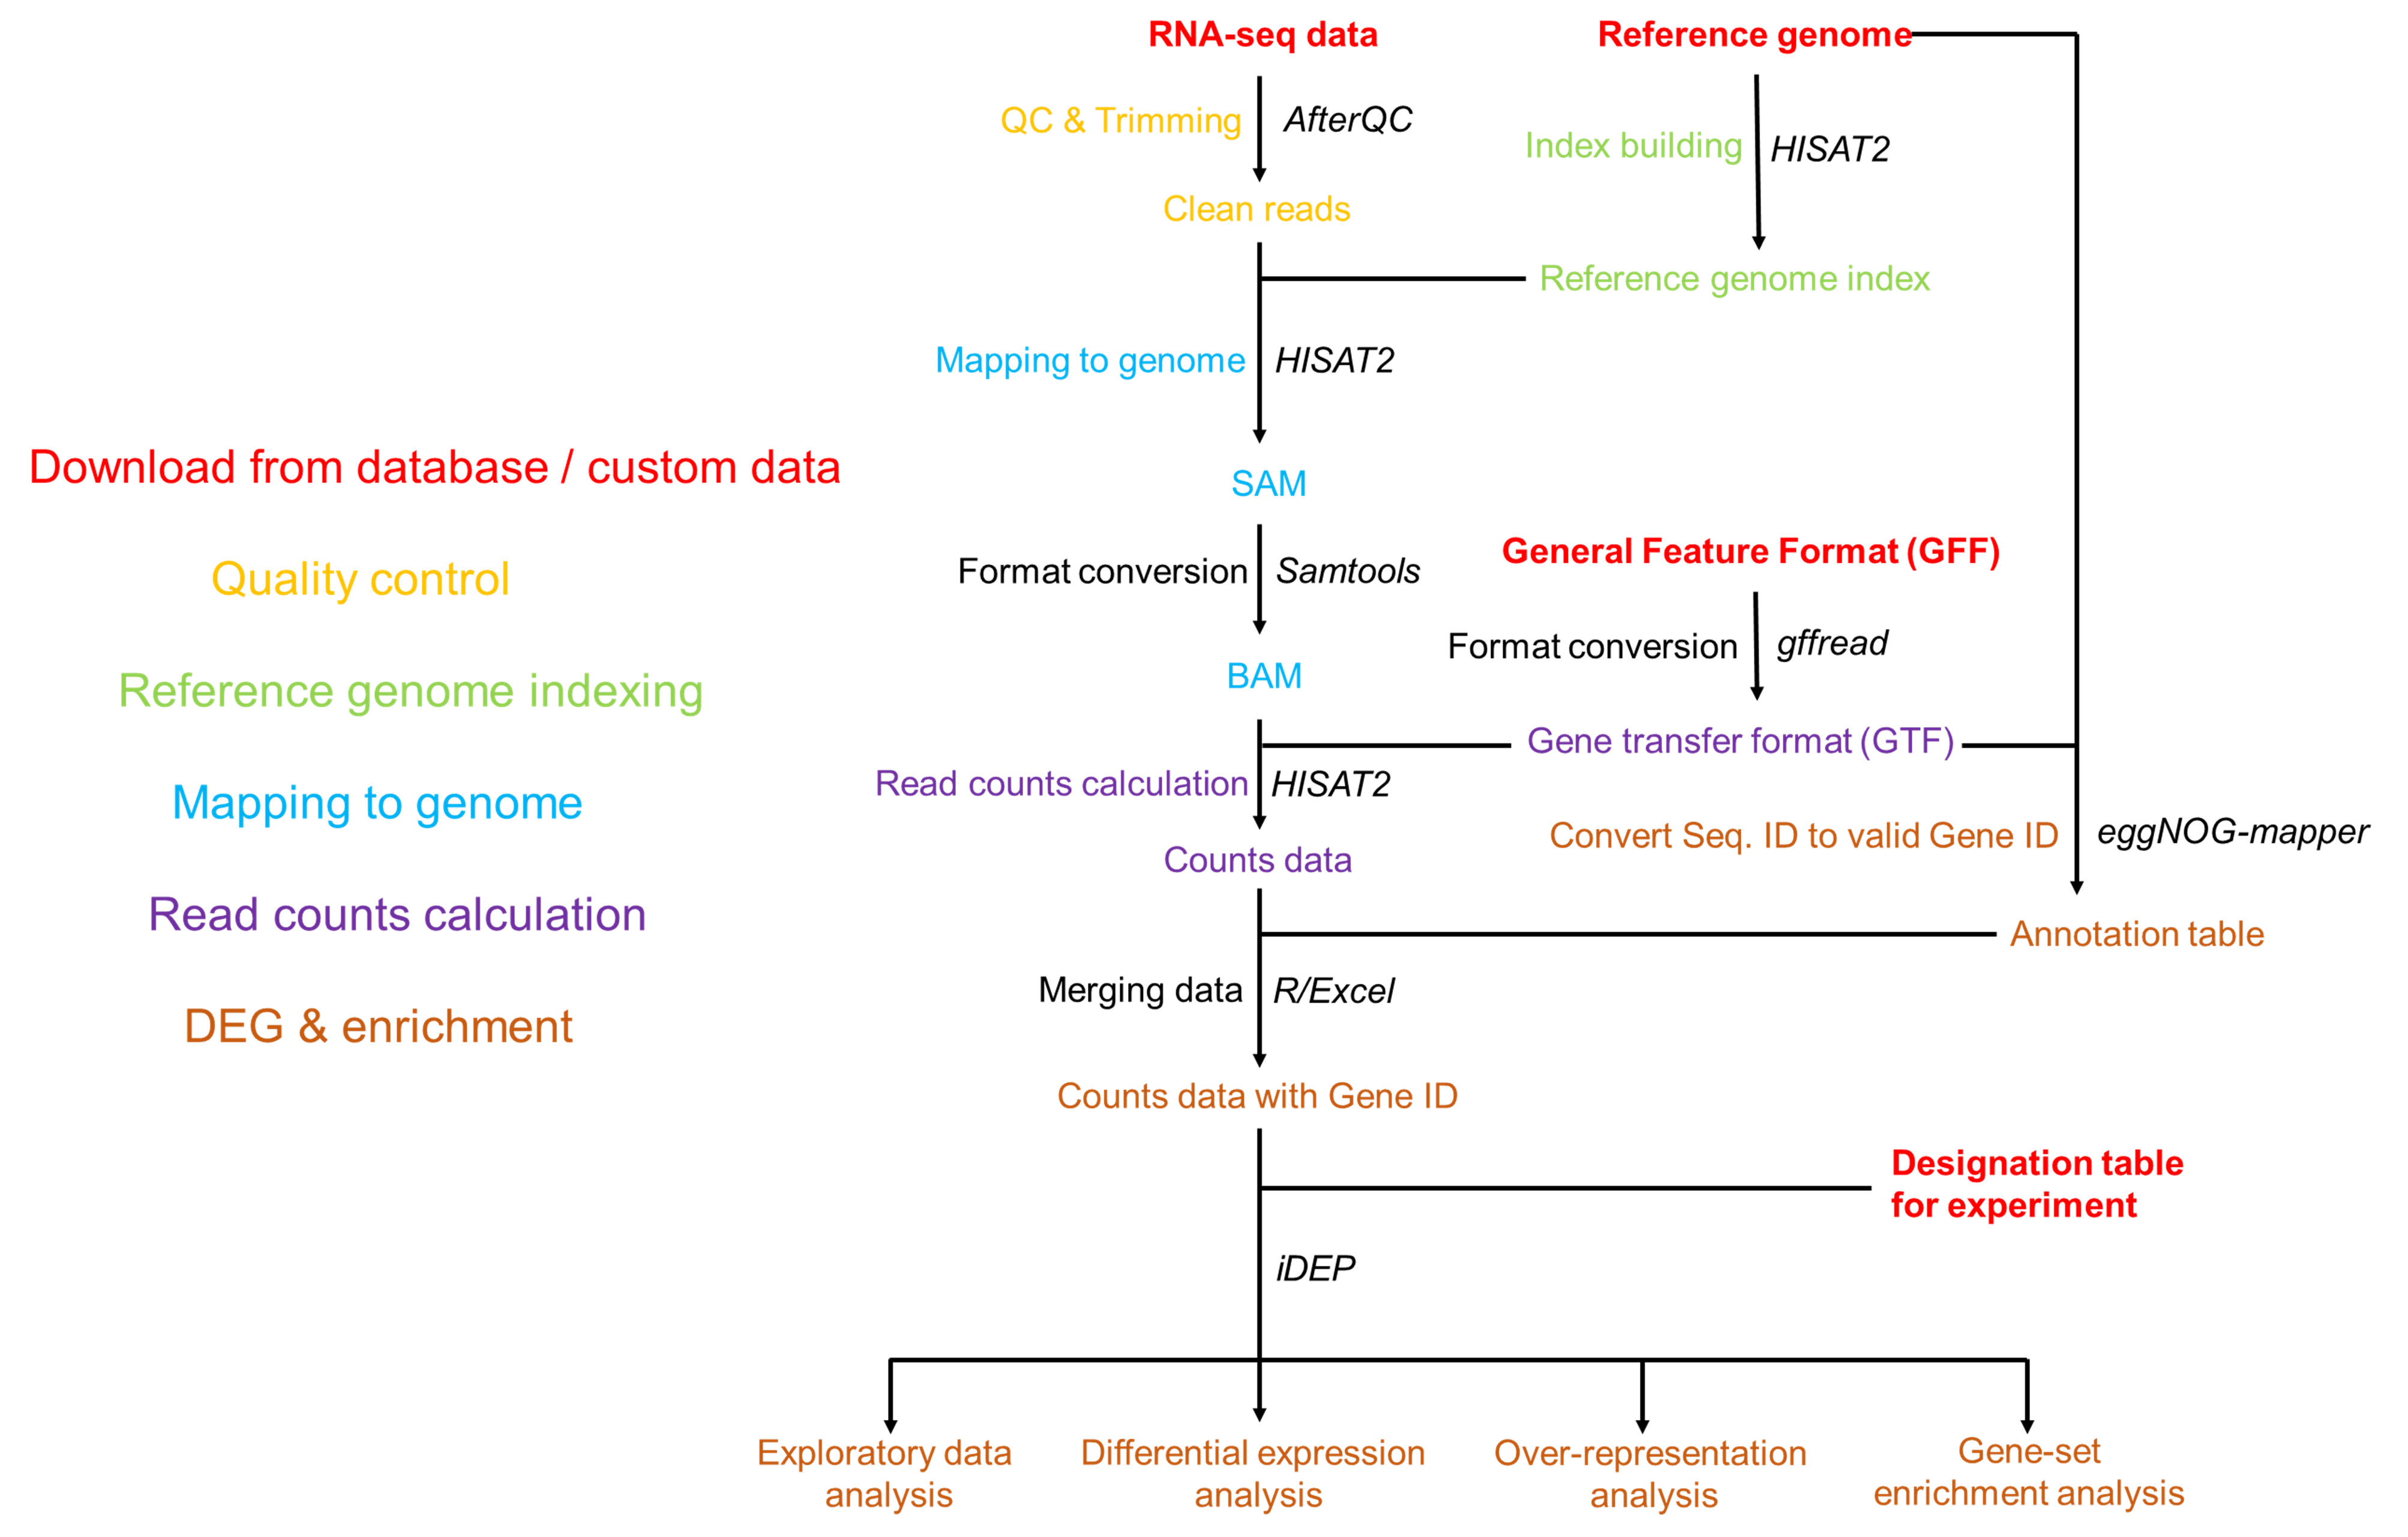 RNA-seq data
Reference genome
QC & Trimming
AfterQC
Index building
HISAT2
Clean reads
Reference genome index
Mapping to genome
HISAT2
Download from database / custom data
SAM
Quality control
Format conversion
Samtools
General Feature Format (GFF)
Format conversion
gffread
Reference genome indexing
BAM
Gene transfer format (GTF)
Mapping to genome
Read counts calculation
HISAT2
Convert Seq. ID to valid Gene ID
eggNOG-mapper
Counts data
Read counts calculation
Annotation table
Merging data
R/Excel
DEG & enrichment
Counts data with Gene ID
Designation table
for experiment
iDEP
Exploratory data
analysis
Differential expression
analysis
Over-representation
analysis
Gene-set
enrichment analysis